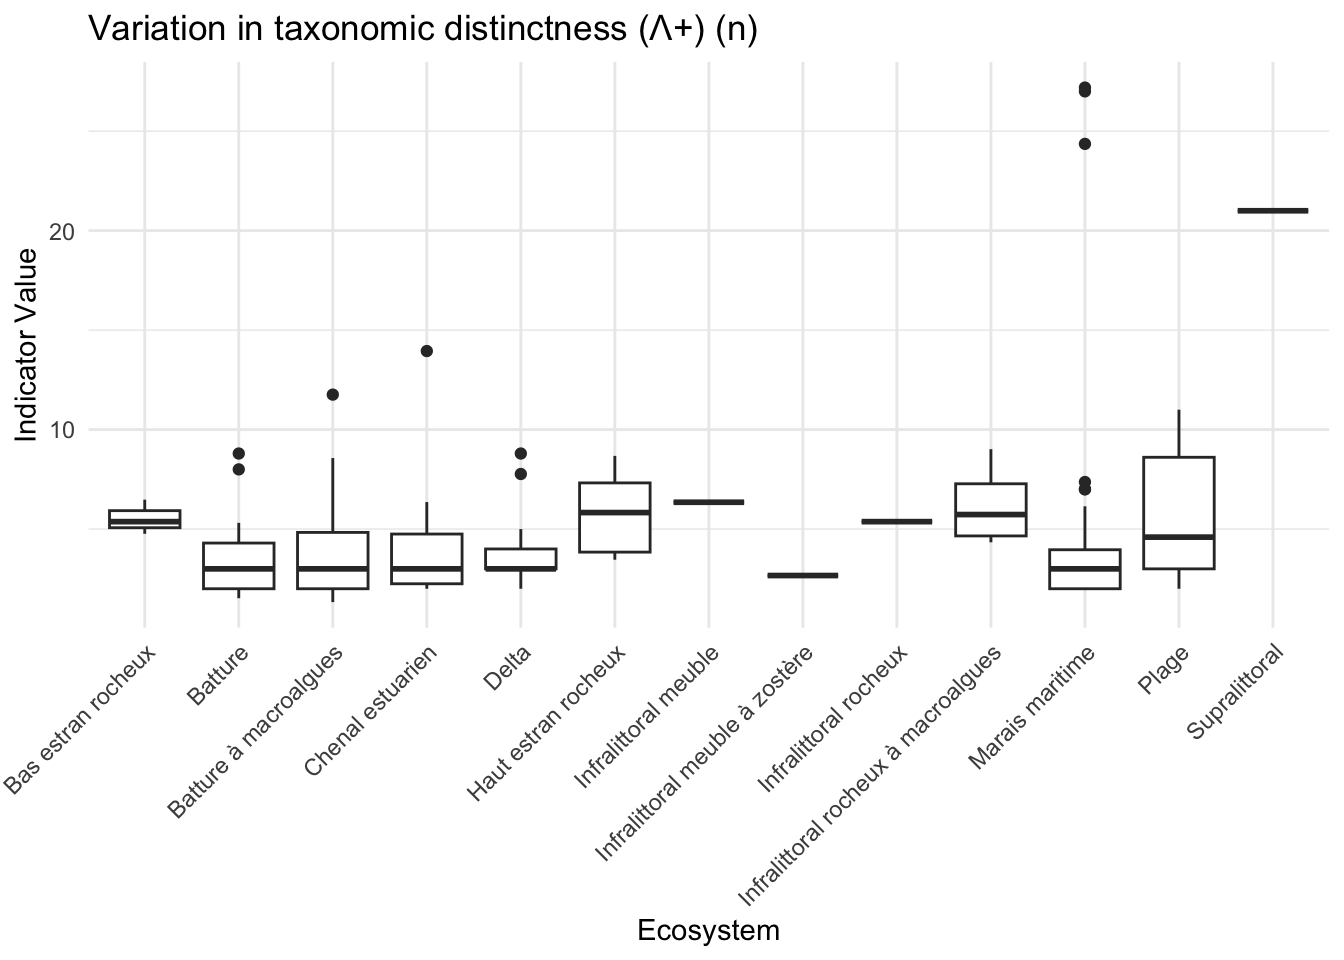 Variation in taxonomic distinctness (Λ+) (n)
Indicator Value
20
10
Bas estran rocheux
Batture
Batture à macroalgues
Chenal estuarien
Delta
Haut estran rocheux
Infralittoral meuble
Infralittoral meuble à zostère
Infralittoral rocheux
Infralittoral rocheux à macroalgues
Marais maritime
Plage
Supralittoral
Ecosystem